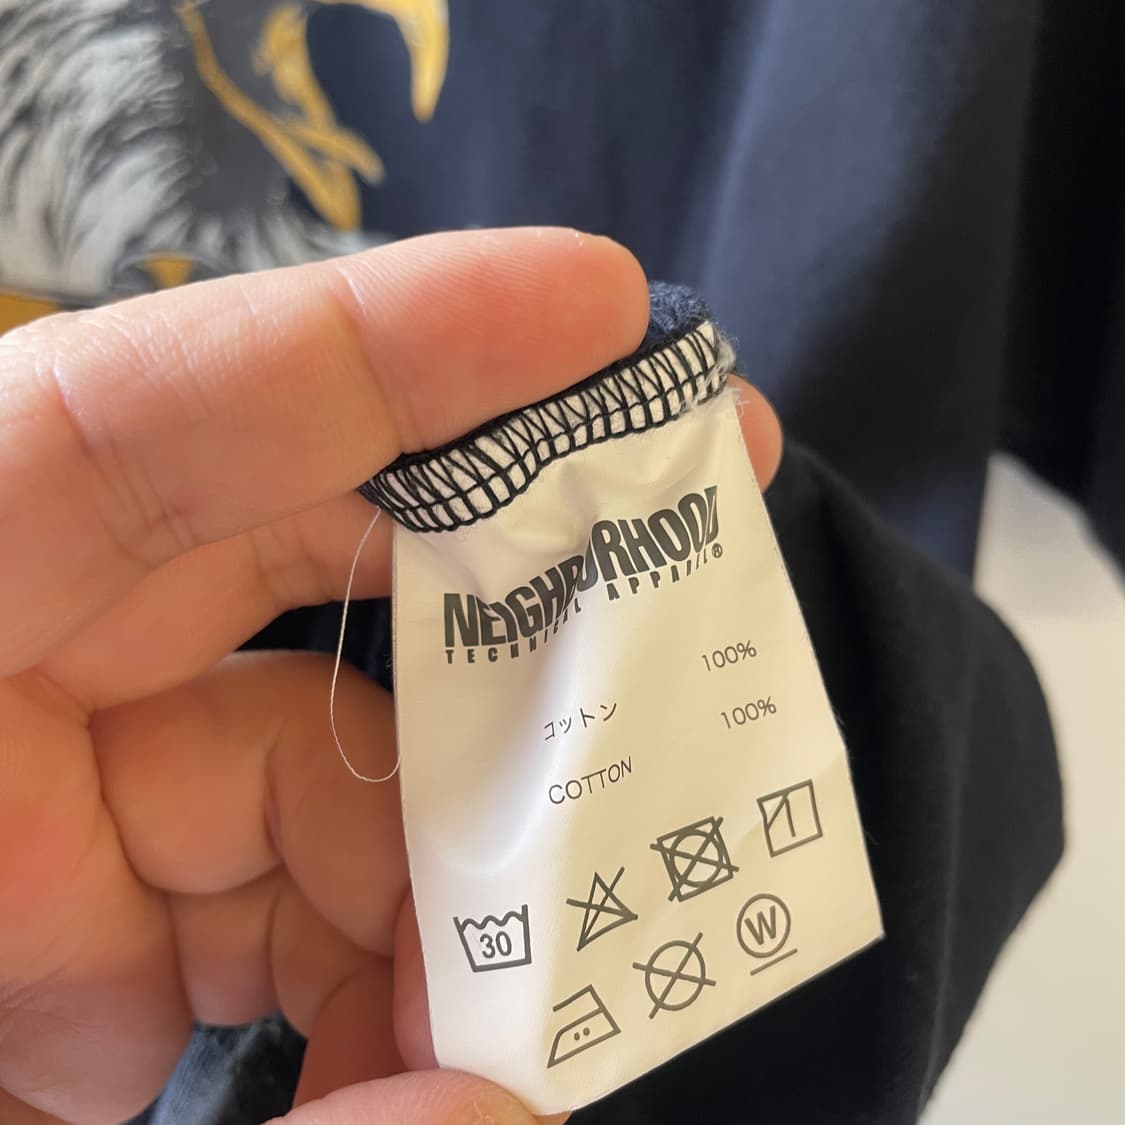 NEIGHBORHOOD
TECHNICAL APPAREL®
コットン 100%
COTTON 100%
30
W